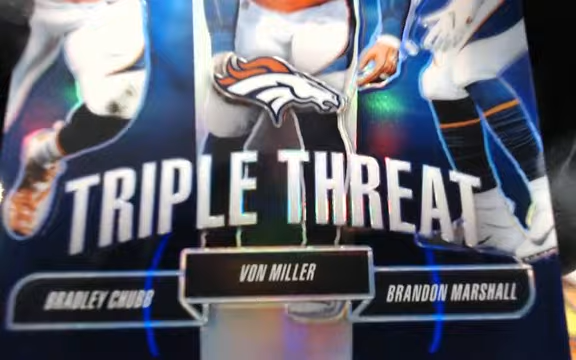 TRIPLE THREAT
VON MILLER
BRADLEY CHUBB
BRANDON MARSHALL